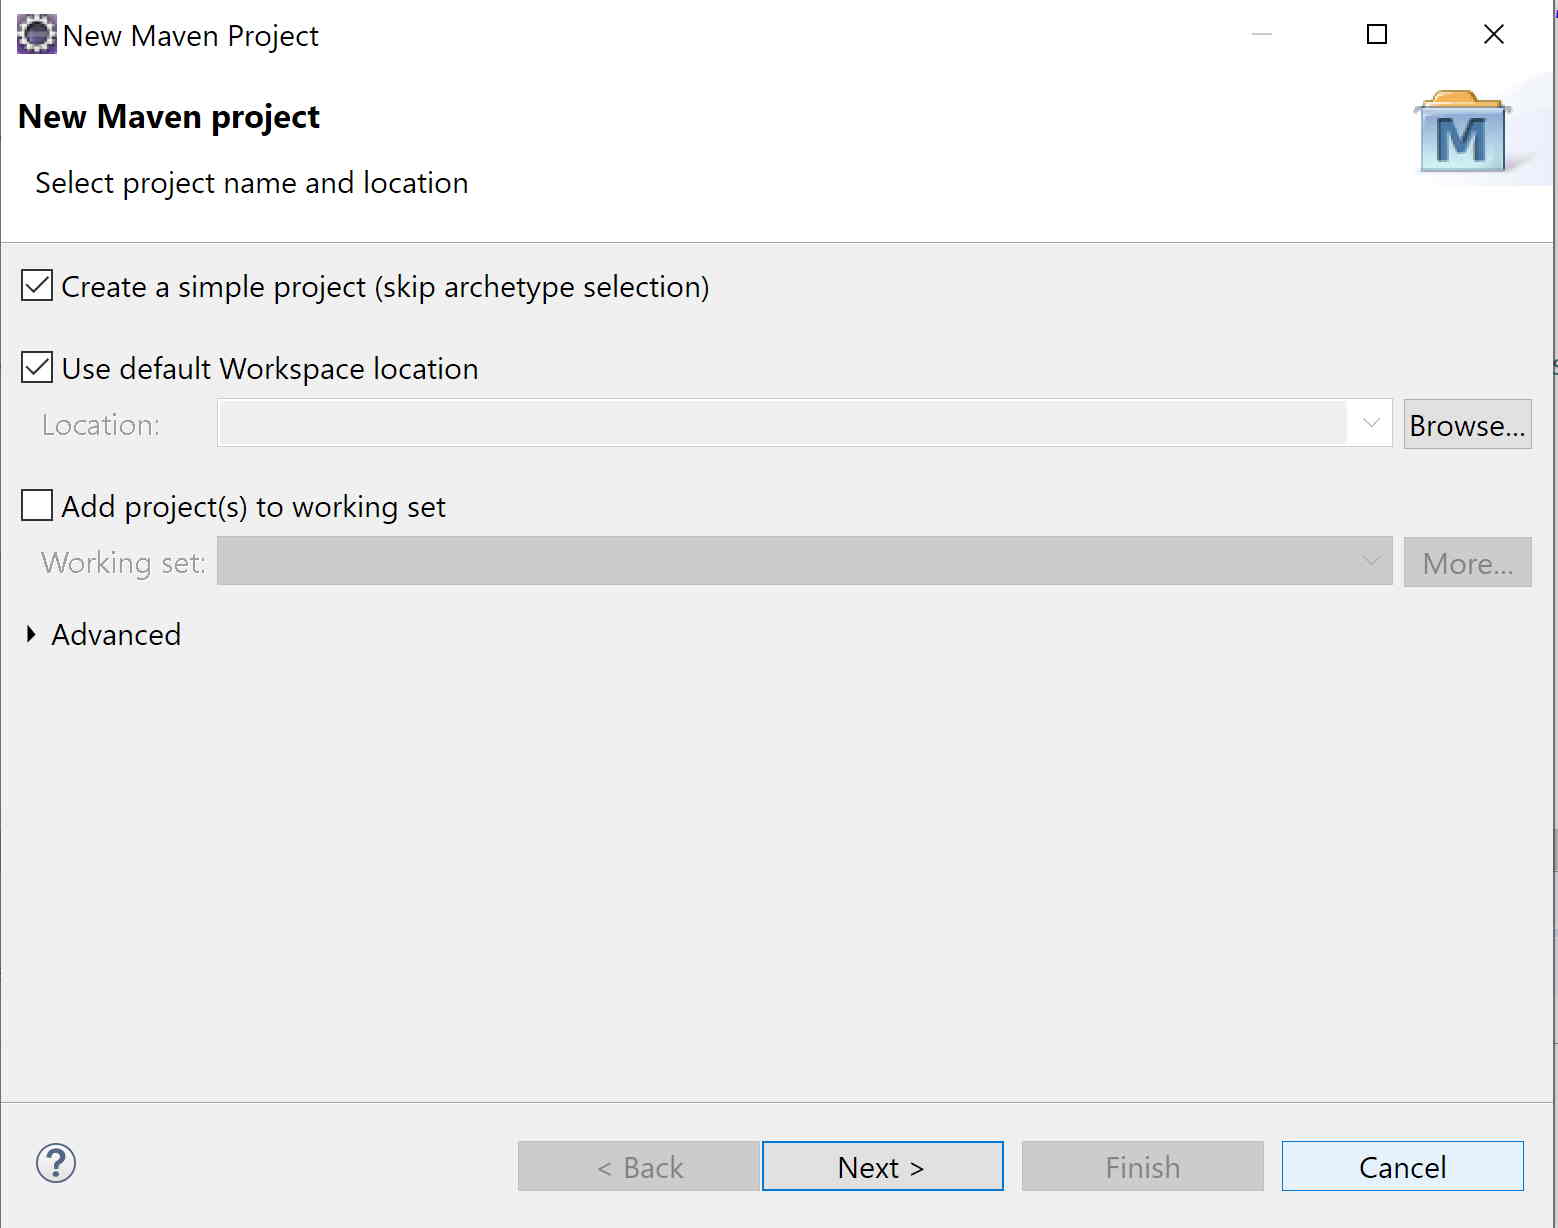 New Maven Project
New Maven project
M
Select project name and location
Create a simple project (skip archetype selection)
Use default Workspace location
Location:
Browse...
Add project(s) to working set
Working set:
More...
Advanced
?
< Back
Next >
Finish
Cancel